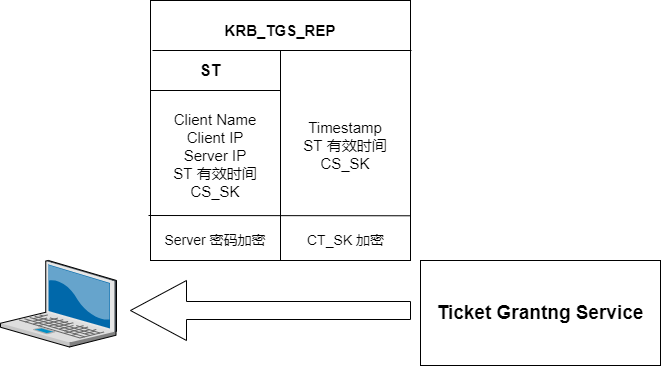 KRB_TGS_REP
ST
Client Name
Client IP
Server IP
ST 有效时间
CS_SK
Timestamp
ST 有效时间
CS_SK
Server 密码加密
CT_SK 加密
Ticket Grantng Service